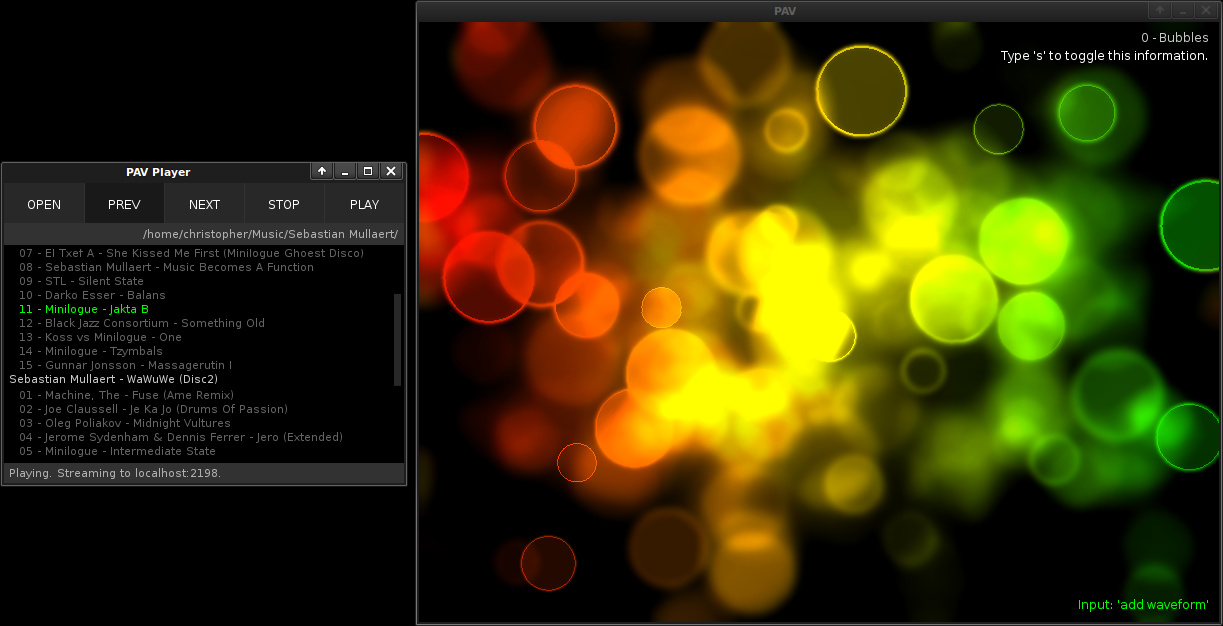 PAV Player
OPEN PREV NEXT STOP PLAY
/home/christopher/Music/Sebastian Mullaert/
07 - El Txef A - She Kissed Me First (Minilogue Ghoest Disco)
08 - Sebastian Mullaert - Music Becomes A Function
09 - STL - Silent State
10 - Darko Esser - Balans
11 - Minilogue - Jakta B
12 - Black Jazz Consortium - Something Old
13 - Koss vs Minilogue - One
14 - Minilogue - Tzymbals
15 - Gunnar Jonsson - Massagerutin I
Sebastian Mullaert - WaWuWe (Disc2)
01 - Machine, The - Fuse (Ame Remix)
02 - Joe Claussell - Je Ka Jo (Drums Of Passion)
03 - Oleg Poliakov - Midnight Vultures
04 - Jerome Sydenham & Dennis Ferrer - Jero (Extended)
05 - Minilogue - Intermediate State
Playing. Streaming to localhost:2198.
PAV
0 - Bubbles
Type 's' to toggle this information.
Input: 'add waveform'